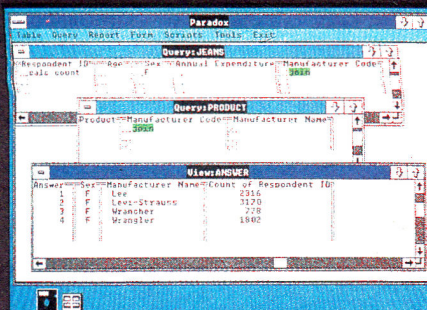 Paradox
Table Query Report Form Scripts Tools Exit
Query:JEANS
Respondent ID Age Sex Annual Expenditure Manufacturer Code
calc count F join
Query:PRODUCT
Product Manufacturer Code Manufacturer Name
join
View:ANSWER
Answer Sex Manufacturer Name Count of Respondent ID
1 F Lee 2316
2 F Levi-Strauss 3120
3 F Wrancher 728
4 F Wrangler 1802